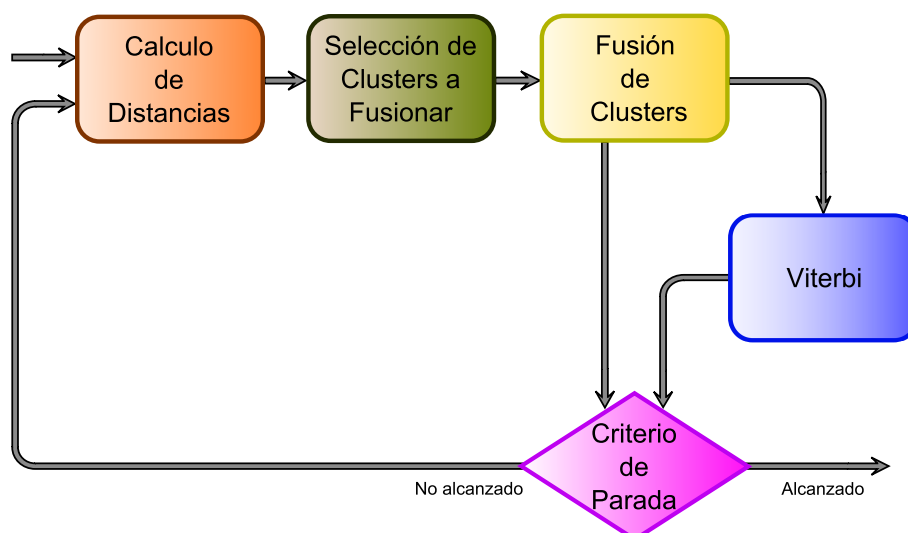 Calculo
de
Distancias
Selección de
Clusters a
Fusionar
Fusión
de
Clusters
Viterbi
Criterio
de
Parada
No alcanzado
Alcanzado